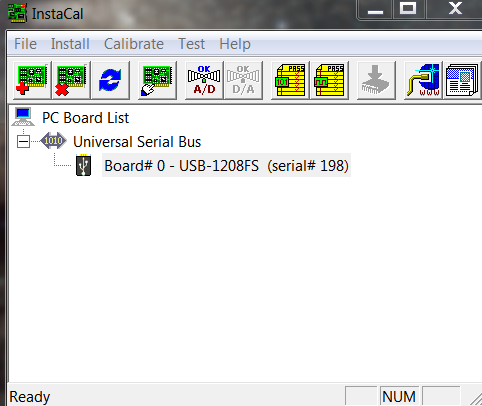 InstaCal
File Install Calibrate Test Help
OK A/D
OK D/A
PASS
PASS
PC Board List
1010 Universal Serial Bus
Board# 0 - USB-1208FS (serial# 198)
Ready NUM